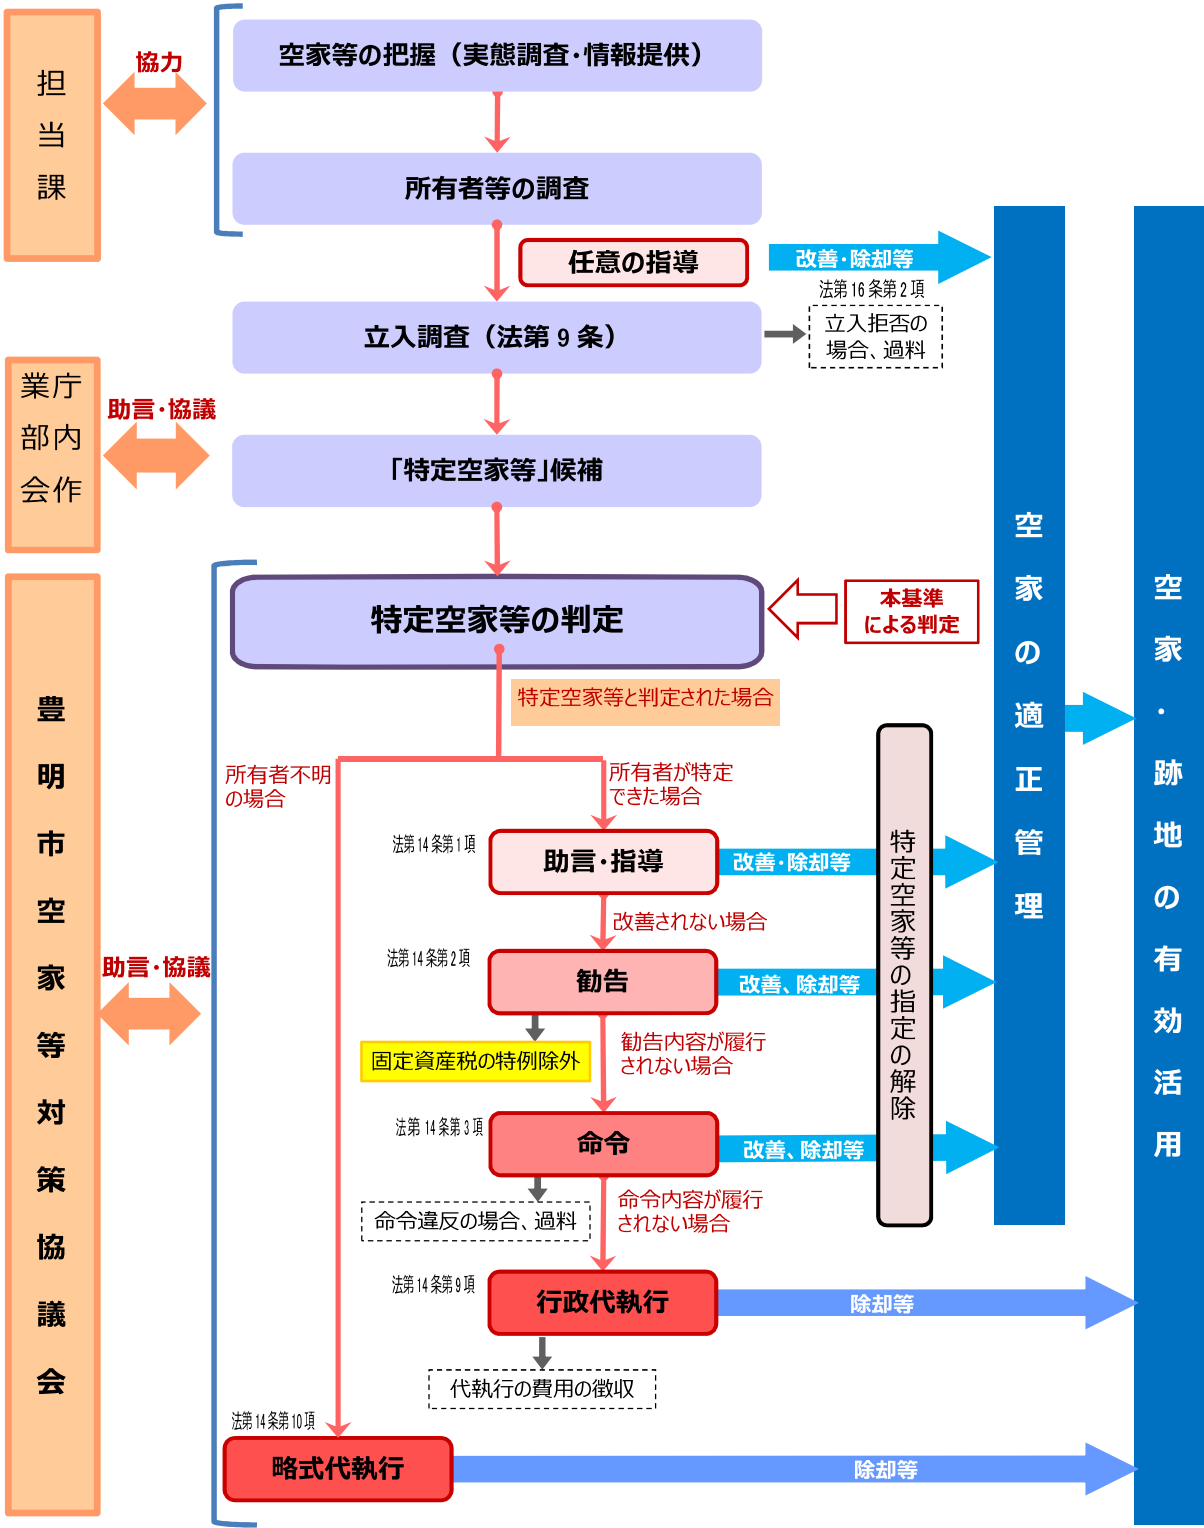 担当課
協力
空家等の把握（実態調査・情報提供）
所有者等の調査
任意の指導
改善・除却等
法第16条第2項
立入調査（法第9条）
立入拒否の
場合、過料
庁内作
業部会
助言・協議
「特定空家等」候補
特定空家等の判定
本基準
による判定
特定空家等と判定された場合
所有者不明
の場合
所有者が特定
できた場合
法第14条第1項
助言・指導
改善・除却等
改善されない場合
法第14条第2項
勧告
改善、除却等
固定資産税の特例除外
勧告内容が履行
されない場合
法第14条第3項
命令
改善、除却等
命令違反の場合、過料
命令内容が履行
されない場合
法第14条第9項
行政代執行
除却等
代執行の費用の徴収
法第14条第10項
略式代執行
除却等
豊明市空家等対策協議会
助言・協議
特定空家等の指定の解除
空家の適正管理
空家・跡地の有効活用